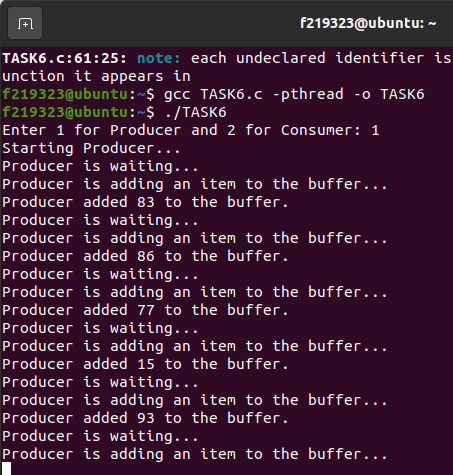 f219323@ubuntu: ~
TASK6.c:61:25: note: each undeclared identifier is
unction it appears in
f219323@ubuntu:~$ gcc TASK6.c -pthread -o TASK6
f219323@ubuntu:~$ ./TASK6
Enter 1 for Producer and 2 for Consumer: 1
Starting Producer...
Producer is waiting...
Producer is adding an item to the buffer...
Producer added 83 to the buffer.
Producer is waiting...
Producer is adding an item to the buffer...
Producer added 86 to the buffer.
Producer is waiting...
Producer is adding an item to the buffer...
Producer added 77 to the buffer.
Producer is waiting...
Producer is adding an item to the buffer...
Producer added 15 to the buffer.
Producer is waiting...
Producer is adding an item to the buffer...
Producer added 93 to the buffer.
Producer is waiting...
Producer is adding an item to the buffer...